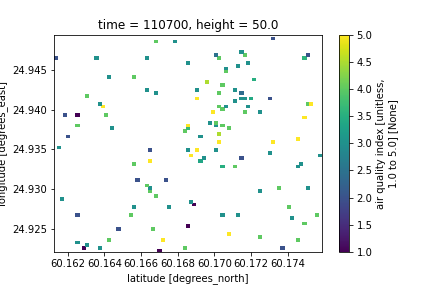 time = 110700, height = 50.0
24.945
24.940
24.935
24.930
24.925
longitude [degrees_east]
60.162 60.164 60.166 60.168 60.170 60.172 60.174
latitude [degrees_north]
5.0
4.5
4.0
3.5
3.0
2.5
2.0
1.5
1.0
air quality index [unitless,
1.0 to 5.0] [None]